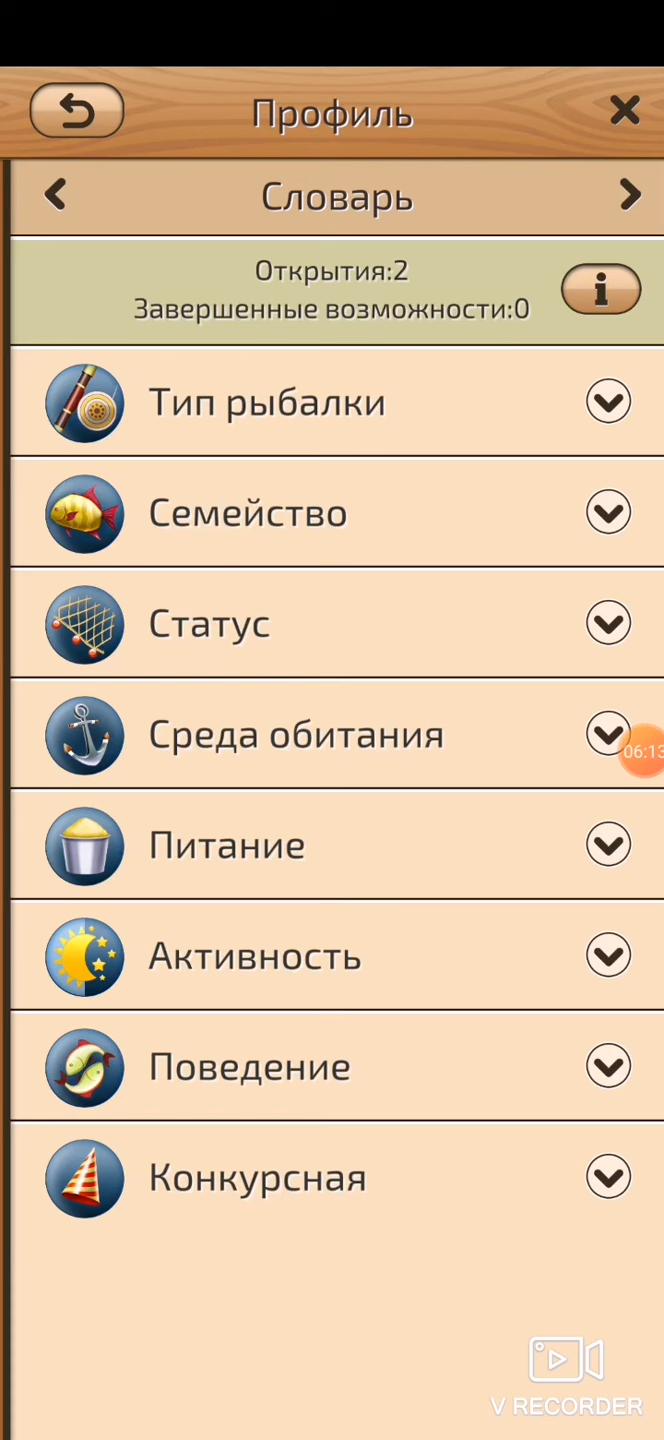 Профиль
Словарь
Открытия:2
Завершенные возможности:0
Тип рыбалки
Семейство
Статус
Среда обитания
06:13
Питание
Активность
Поведение
Конкурсная
V RECORDER